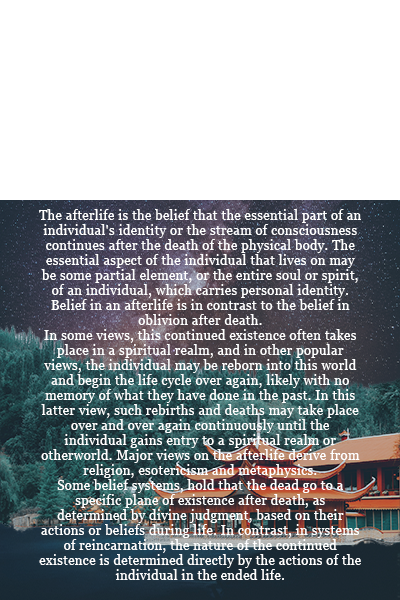 The afterlife is the belief that the essential part of an
individual's identity or the stream of consciousness
continues after the death of the physical body. The
essential aspect of the individual that lives on may
be some partial element, or the entire soul or spirit,
of an individual, which carries personal identity.
Belief in an afterlife is in contrast to the belief in
oblivion after death.
In some views, this continued existence often takes
place in a spiritual realm, and in other popular
views, the individual may be reborn into this world
and begin the life cycle over again, likely with no
memory of what they have done in the past. In this
latter view, such rebirths and deaths may take place
over and over again continuously until the
individual gains entry to a spiritual realm or
otherworld. Major views on the afterlife derive from
religion, esotericism and metaphysics.
Some belief systems, hold that the dead go to a
specific plane of existence after death, as
determined by divine judgment, based on their
actions or beliefs during life. In contrast, in systems
of reincarnation, the nature of the continued
existence is determined directly by the actions of the
individual in the ended life.